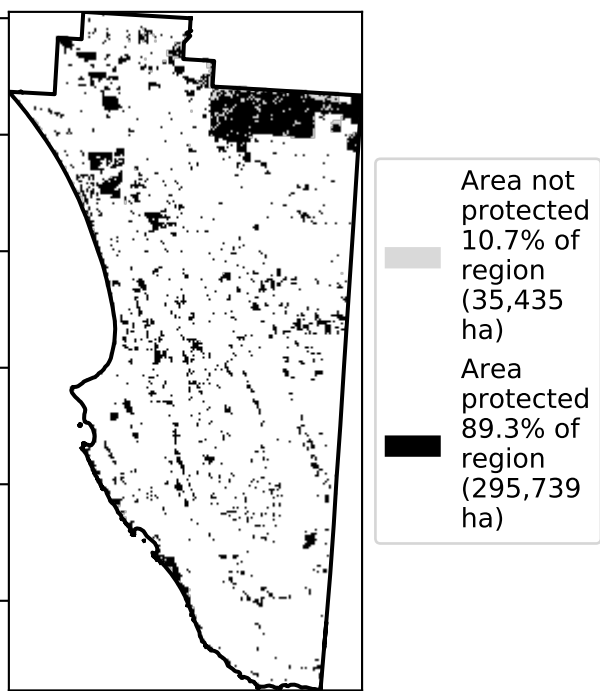 Area not
protected
10.7% of
region
(35,435
ha)
Area
protected
89.3% of
region
(295,739
ha)